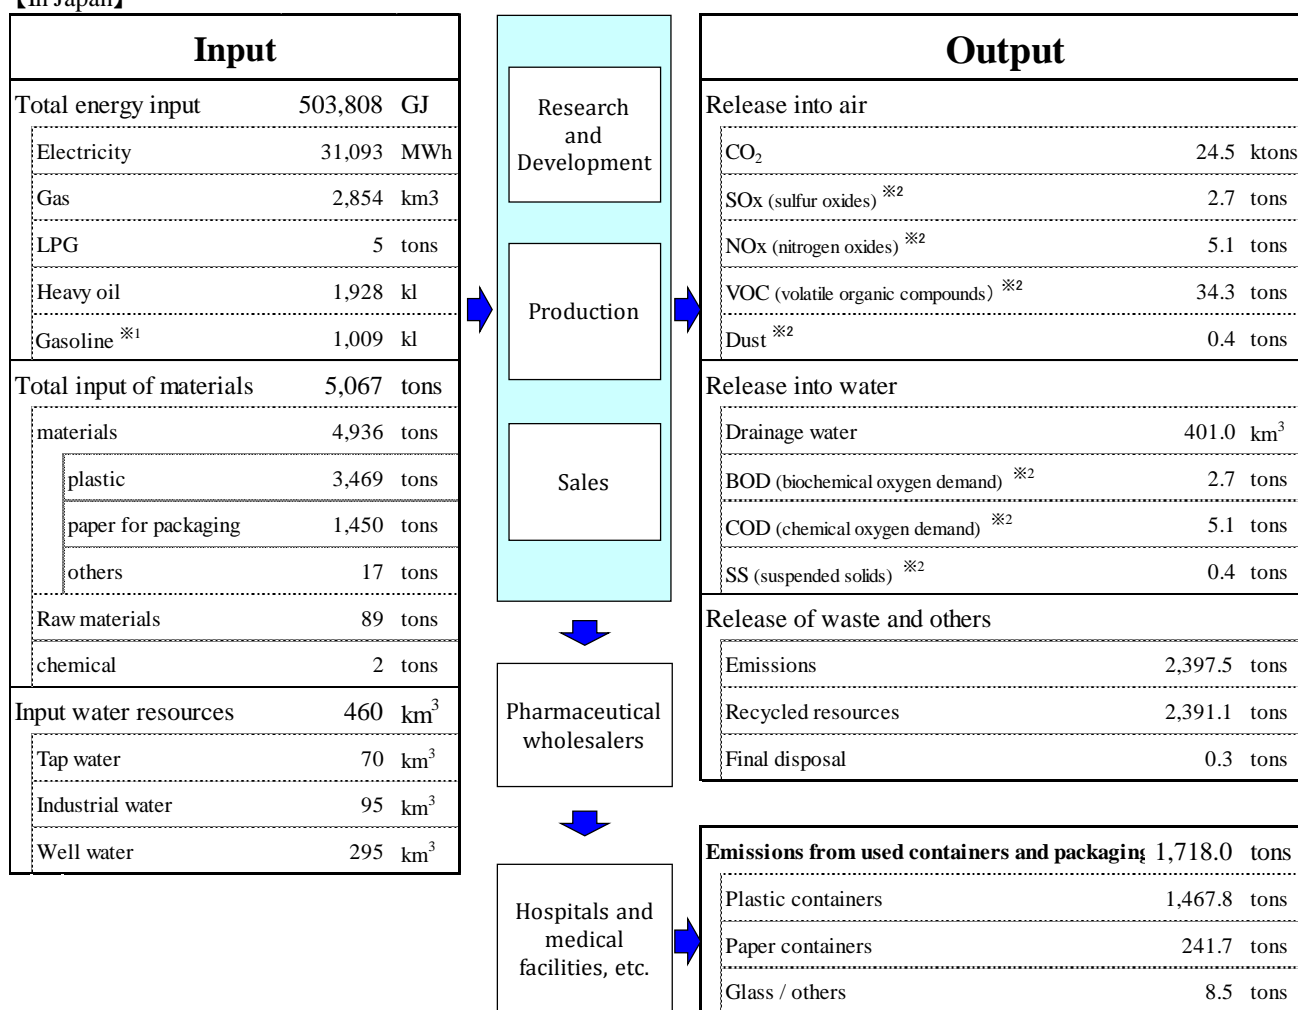 【In Japan】
Input
Total energy input 503,808 GJ
Electricity 31,093 MWh
Gas 2,854 km3
LPG 5 tons
Heavy oil 1,928 kl
Gasoline ※1 1,009 kl
Total input of materials 5,067 tons
materials 4,936 tons
plastic 3,469 tons
paper for packaging 1,450 tons
others 17 tons
Raw materials 89 tons
chemical 2 tons
Input water resources 460 km³
Tap water 70 km³
Industrial water 95 km³
Well water 295 km³
Research
and
Development
Production
Sales
Pharmaceutical
wholesalers
Hospitals and
medical
facilities, etc.
Output
Release into air
CO₂ 24.5 ktons
SOx (sulfur oxides) ※2 2.7 tons
NOx (nitrogen oxides) ※2 5.1 tons
VOC (volatile organic compounds) ※2 34.3 tons
Dust ※2 0.4 tons
Release into water
Drainage water 401.0 km³
BOD (biochemical oxygen demand) ※2 2.7 tons
COD (chemical oxygen demand) ※2 5.1 tons
SS (suspended solids) ※2 0.4 tons
Release of waste and others
Emissions 2,397.5 tons
Recycled resources 2,391.1 tons
Final disposal 0.3 tons
Emissions from used containers and packaging 1,718.0 tons
Plastic containers 1,467.8 tons
Paper containers 241.7 tons
Glass / others 8.5 tons